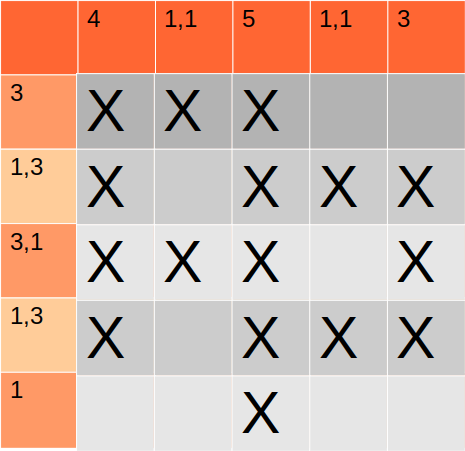 4 1,1 5 1,1 3
3 X X X
1,3 X X X X
3,1 X X X X
1,3 X X X X
1 X